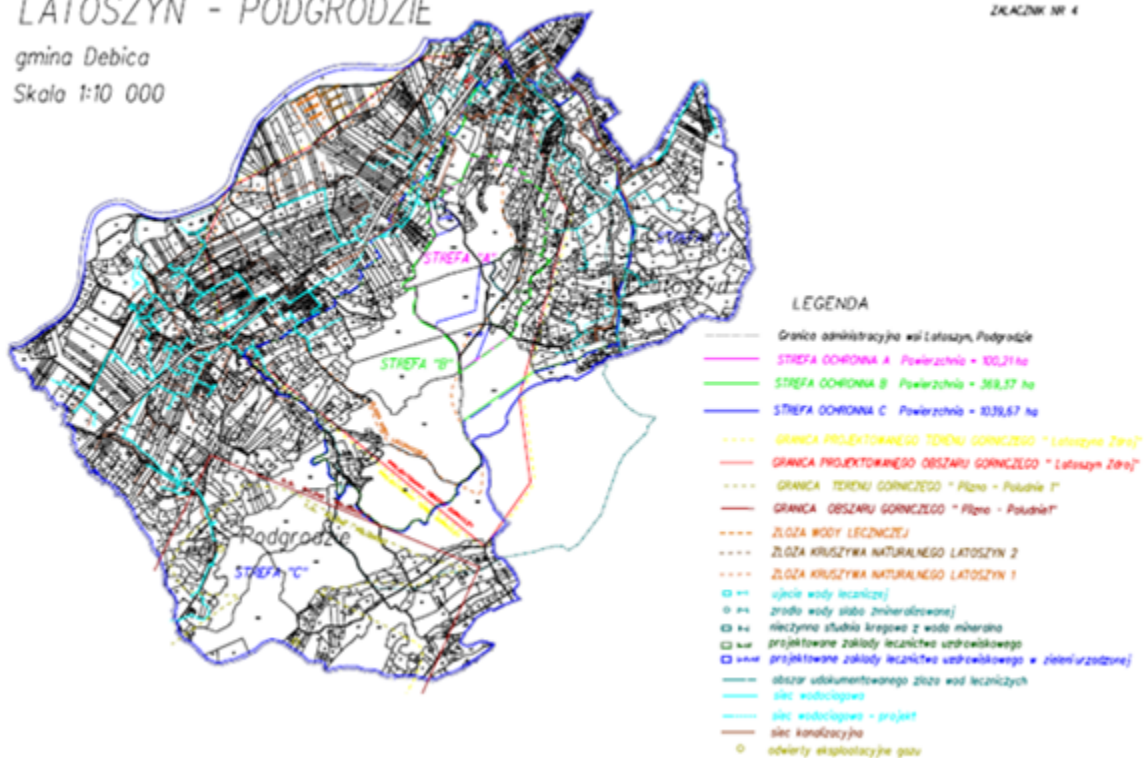 LATOSZYN - PODGRODZIE
ZALACZNIK NR 4
gmina Debica
Skala 1:10 000
STREFA "C"
STREFA "A"
Latoszyn
STREFA "B"
Podgrodzie
STREFA "C"
LEGENDA
Granica administracyjna wsi Latoszyn, Podgrodzie
STREFA OCHRONNA A Powierzchnia = 100,21 ha
STREFA OCHRONNA B Powierzchnia = 369,37 ha
STREFA OCHRONNA C Powierzchnia = 1039,67 ha
GRANICA PROJEKTOWANEGO TERENU GORNICZEGO " Latoszyn Zdroj"
GRANICA PROJEKTOWANEGO OBSZARU GORNICZEGO " Latoszyn Zdroj"
GRANICA TERENU GORNICZEGO " Pilzno - Poludnie 1"
GRANICA OBSZARU GORNICZEGO " Pilzno - Poludnie1"
ZLOZA WODY LECZNICZEJ
ZLOZA KRUSZYWA NATURALNEGO LATOSZYN 2
ZLOZA KRUSZYWA NATURALNEGO LATOSZYN 1
ujecie wody leczniczej
zrodlo wody slabo zmineralizowanej
nieczynna studnia kregowa z woda mineralna
projektowane zaklady lecznictwa uzdrowiskowego
projektowane zaklady lecznictwa uzdrowiskowego w zieleni urzadzonej
obszar udokumentowanego zloza wod leczniczych
siec wodociagowa
siec wodociagowa - projekt
siec kanalizacyjna
odwierty eksploatacyjne gazu